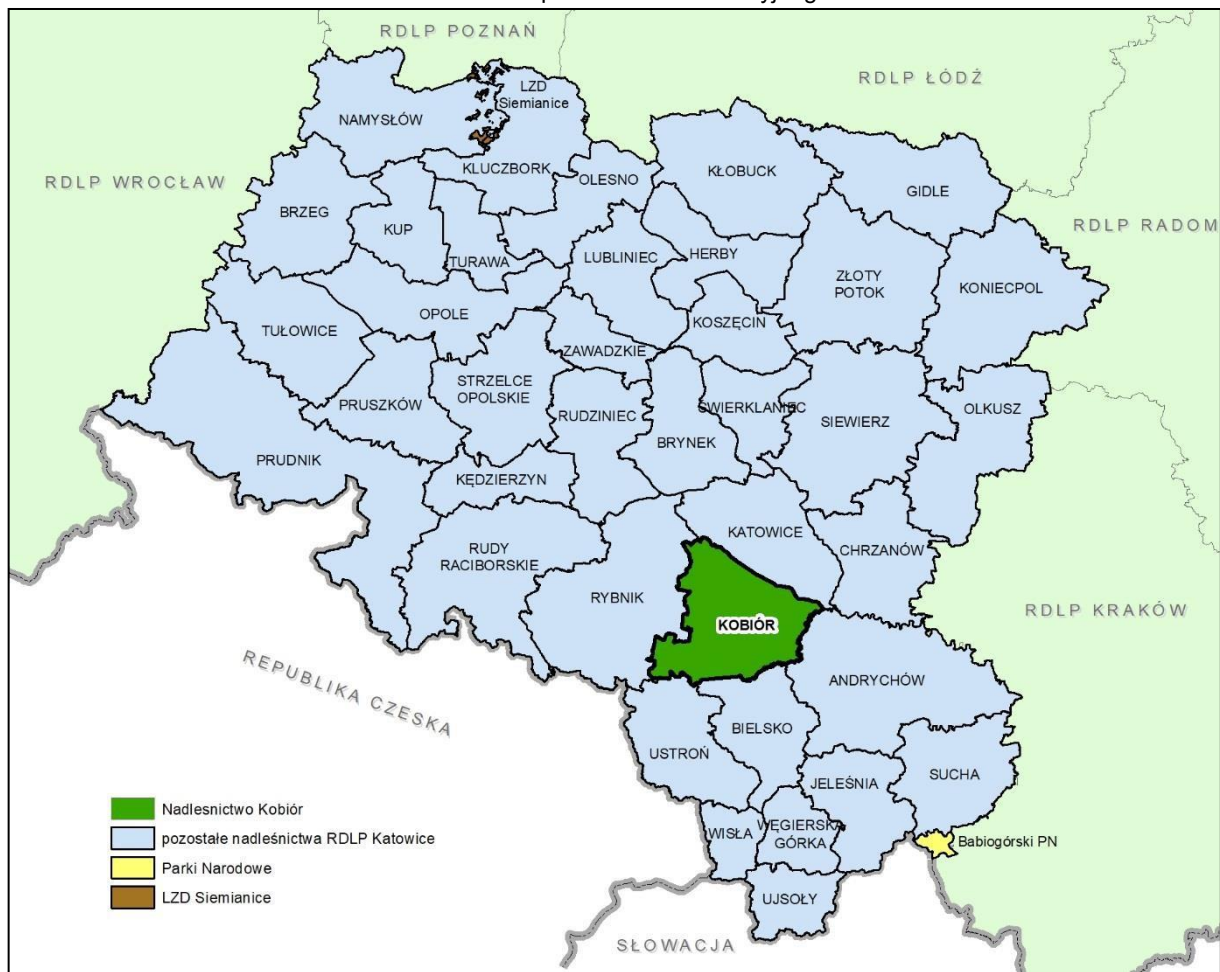 RDLP POZNAŃ
RDLP ŁÓDŹ
LZD
Siemianice
NAMYSŁÓW
KLUCZBORK
OLESNO
KŁOBUCK
GIDLE
RDLP WROCŁAW
BRZEG
KUP
TURAWA
LUBLINIEC
HERBY
RDLP RADOM
ZŁOTY
POTOK
KONIECPOL
TUŁOWICE
OPOLE
KOSZĘCIN
ZAWADZKIE
STRZELCE
OPOLSKIE
PRUSZKÓW
RUDZINIEC
BRYNEK
ŚWIERKLANIEC
SIEWIERZ
OLKUSZ
PRUDNIK
KĘDZIERZYN
KATOWICE
CHRZANÓW
RUDY
RACIBORSKIE
RYBNIK
KOBIÓR
RDLP KRAKÓW
REPUBLIKA CZESKA
ANDRYCHÓW
BIELSKO
USTROŃ
JELEŚNIA
SUCHA
WISŁA
WĘGIERSKA
GÓRKA
Babiogórski PN
UJSOŁY
SŁOWACJA
Nadlesnictwo Kobiór
pozostałe nadleśnictwa RDLP Katowice
Parki Narodowe
LZD Siemianice